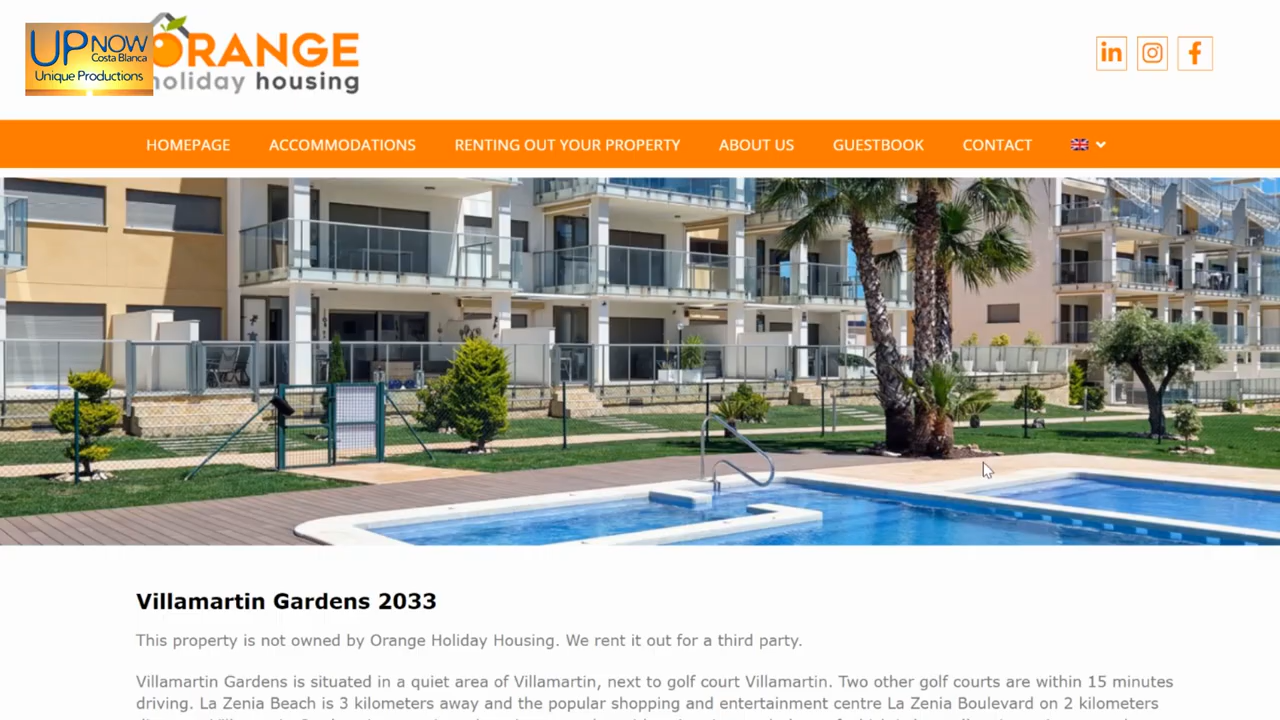 UP NOW
Costa Blanca
Unique Productions
ORANGE
holiday housing
HOMEPAGE ACCOMMODATIONS RENTING OUT YOUR PROPERTY ABOUT US GUESTBOOK CONTACT
Villamartin Gardens 2033
This property is not owned by Orange Holiday Housing. We rent it out for a third party.
Villamartin Gardens is situated in a quiet area of Villamartin, next to golf court Villamartin. Two other golf courts are within 15 minutes
driving. La Zenia Beach is 3 kilometers away and the popular shopping and entertainment centre La Zenia Boulevard on 2 kilometers